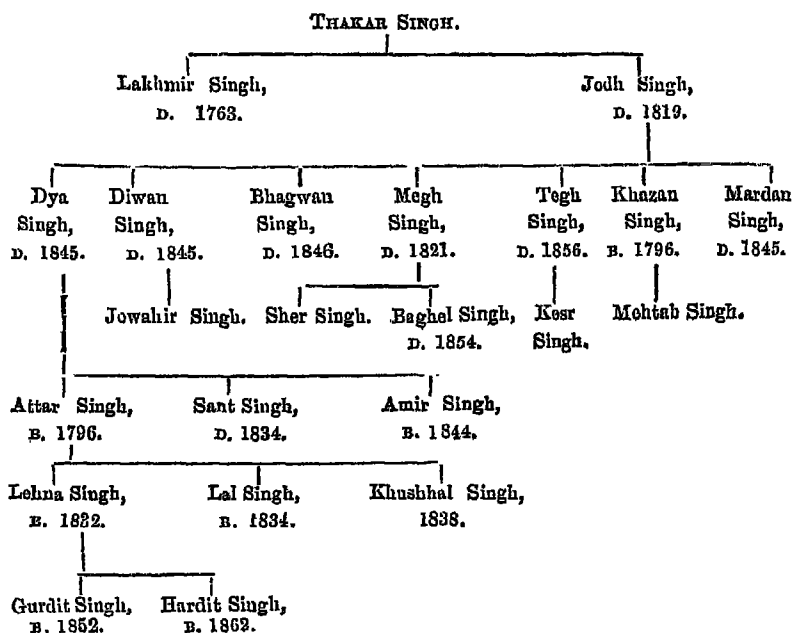 THAKAR SINGH.
Lakhmir Singh, Jodh Singh,
D. 1763. D. 1819.
Dya Diwan Bhagwan Megh Tegh Khazan Mardan
Singh, Singh, Singh, Singh, Singh, Singh, Singh,
D. 1845. D. 1845. D. 1846. D. 1821. D. 1856. B. 1796. D. 1845.
Jowahir Singh. Sher Singh. Baghel Singh, Kesr Mehtab Singh.
D. 1854. Singh.
Attar Singh, Sant Singh, Amir Singh,
B. 1796. D. 1834. B. 1844.
Lehna Singh, Lal Singh, Khushhal Singh,
B. 1832. B. 1834. 1838.
Gurdit Singh, Hardit Singh,
B. 1852. B. 1862.